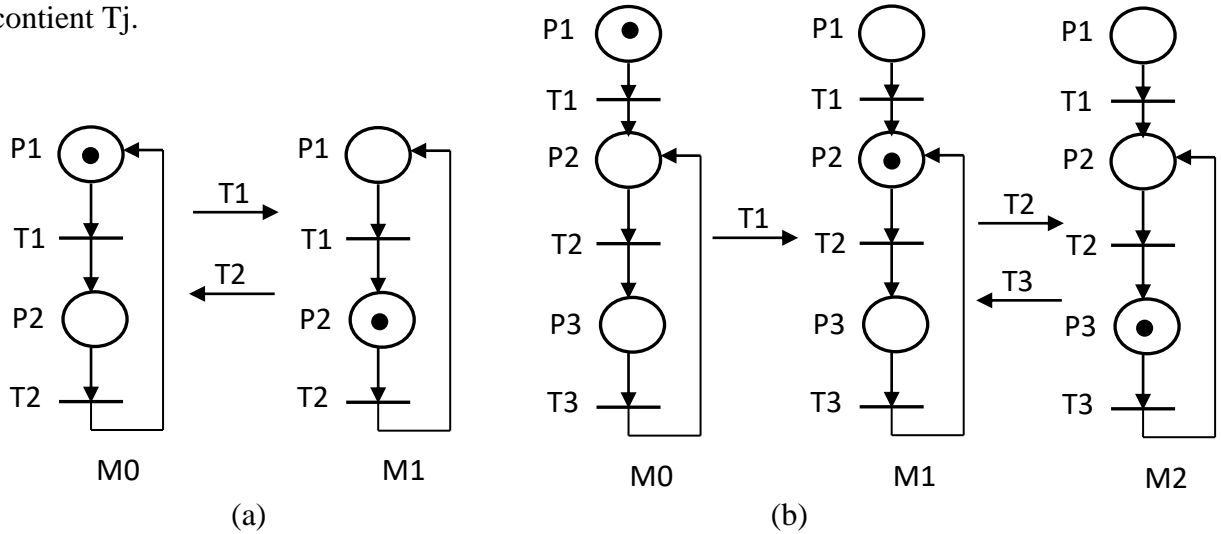 contient Tj.
P1 P1 P1
T1 T1 T1
P1 P1 P2 P2 P2
T1 T1 T2
T1 T1 T2 T2 T2
T2 T3
P2 P2 P3 P3 P3
T2 T2 T3 T3 T3
M0 M1 M0 M1 M2
(a) (b)